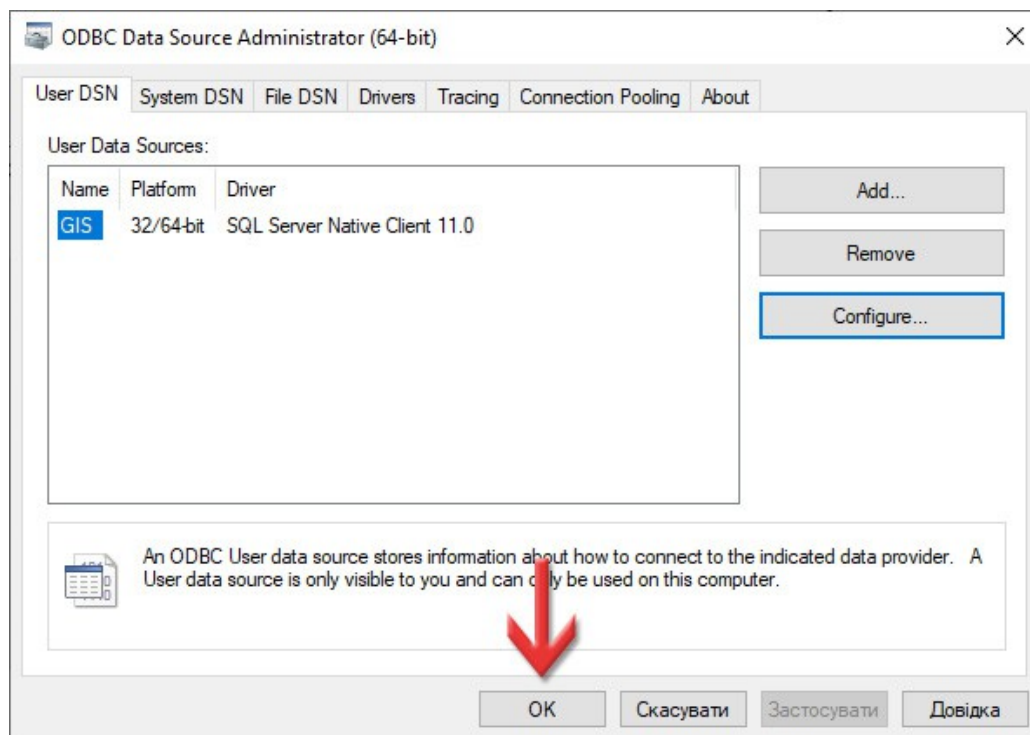 ODBC Data Source Administrator (64-bit)
User DSN System DSN File DSN Drivers Tracing Connection Pooling About
User Data Sources:
Name Platform Driver
GIS 32/64-bit SQL Server Native Client 11.0
Add...
Remove
Configure...
An ODBC User data source stores information about how to connect to the indicated data provider. A
User data source is only visible to you and can only be used on this computer.
OK Скасувати Застосувати Довідка